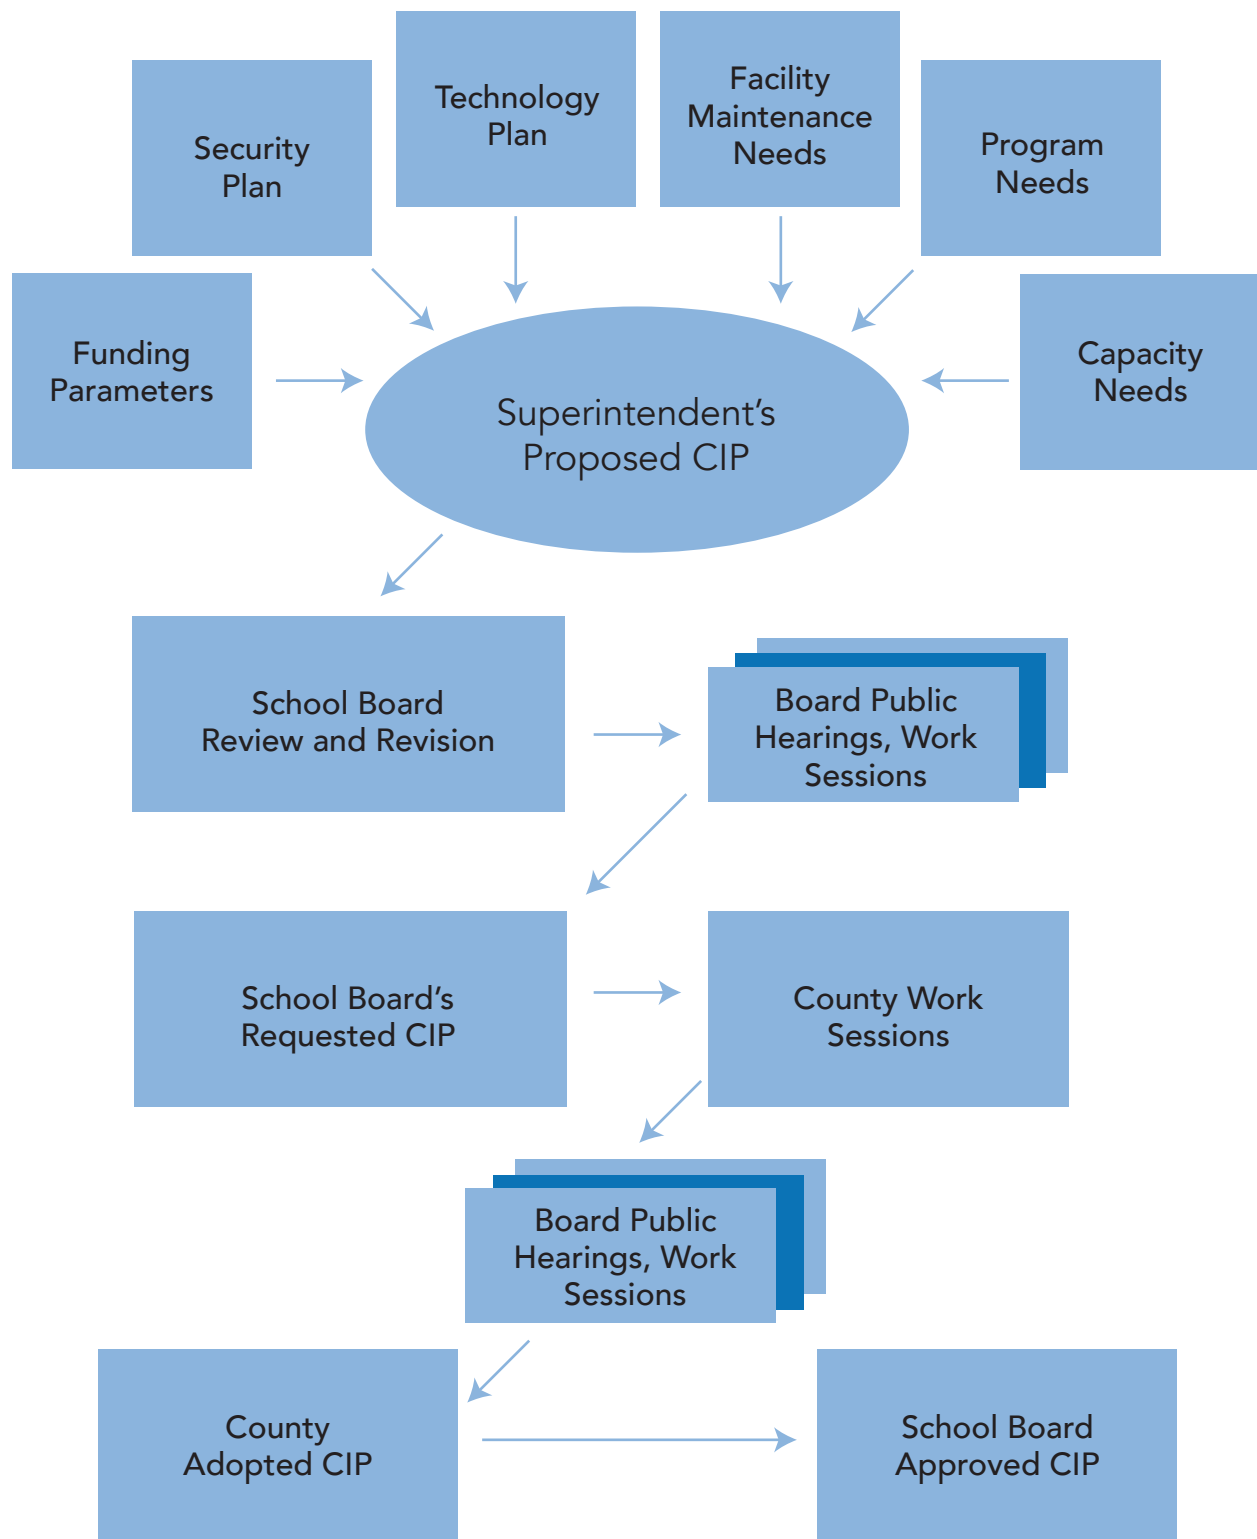 Technology
Plan
Facility
Maintenance
Needs
Security
Plan
Program
Needs
Funding
Parameters
Capacity
Needs
Superintendent’s
Proposed CIP
School Board
Review and Revision
Board Public
Hearings, Work
Sessions
School Board’s
Requested CIP
County Work
Sessions
Board Public
Hearings, Work
Sessions
County
Adopted CIP
School Board
Approved CIP